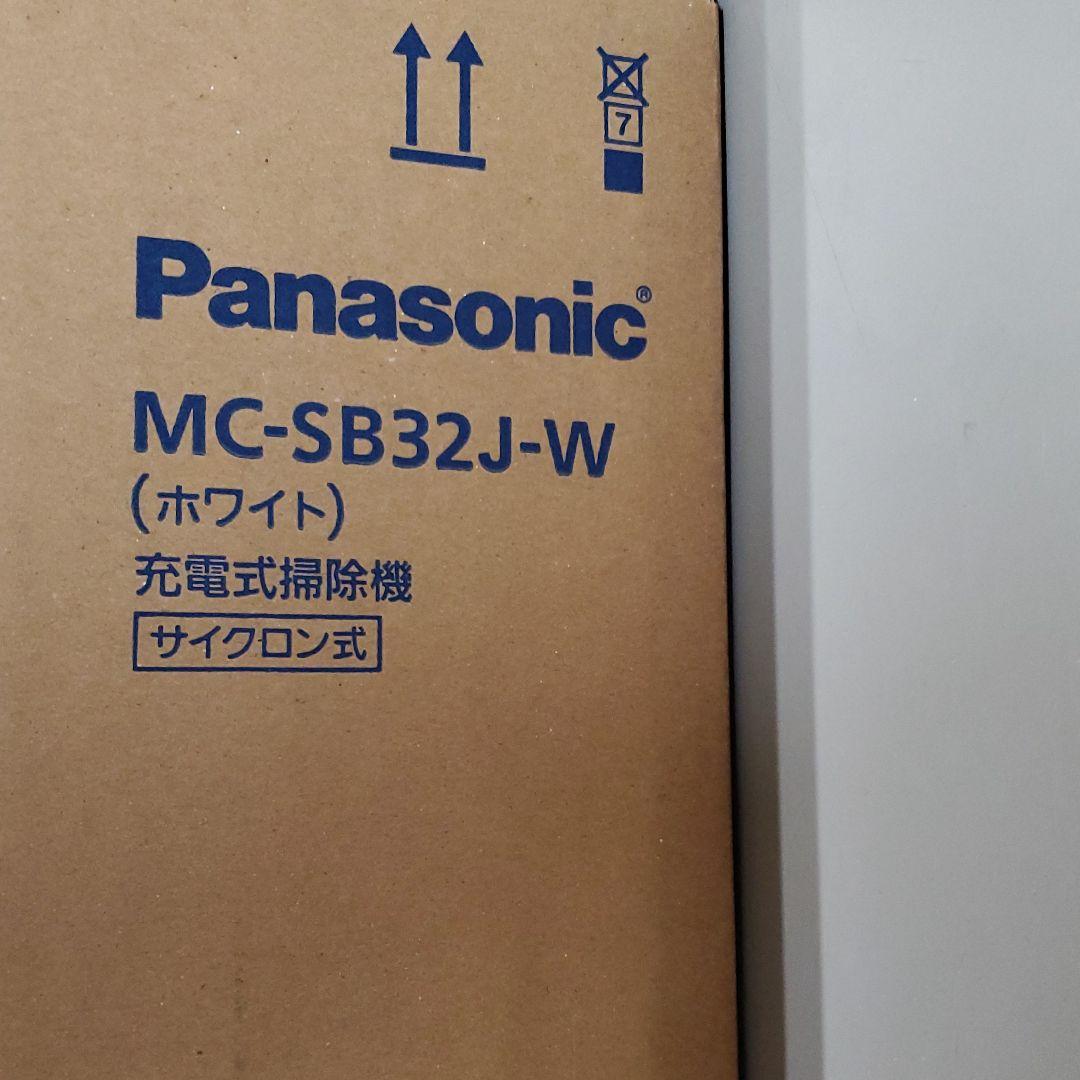 7
Panasonic®
MC-SB32J-W
(ホワイト)
充電式掃除機
サイクロン式